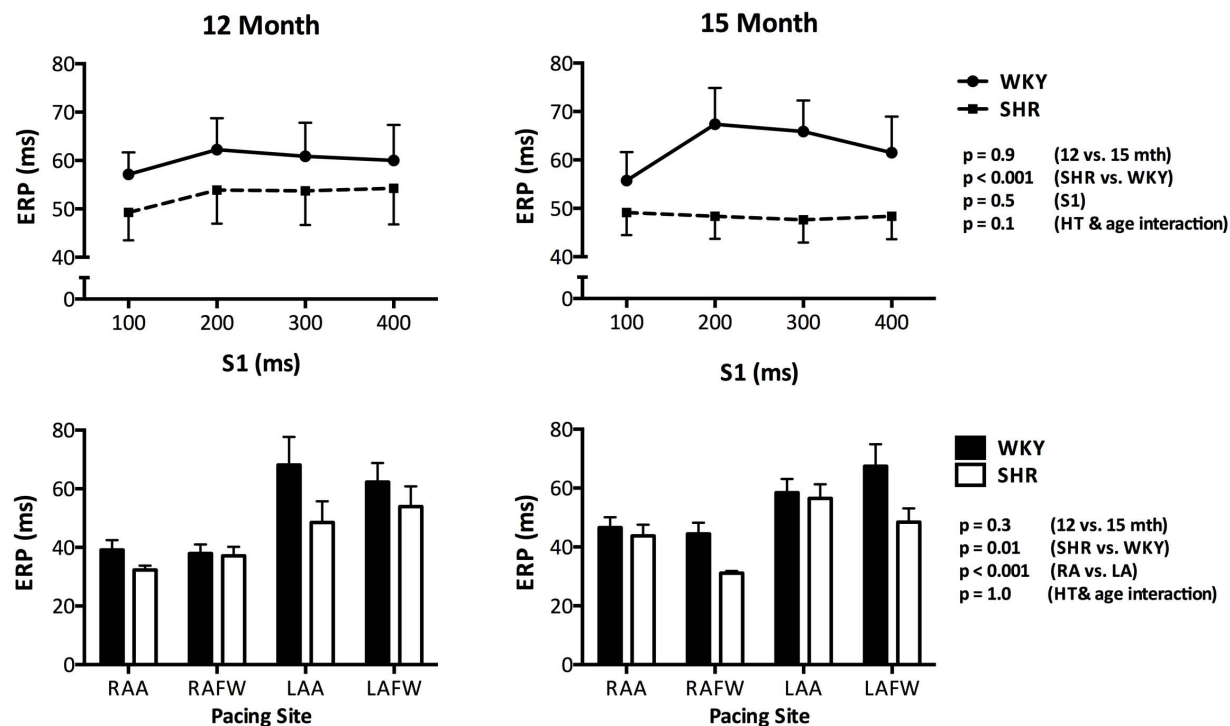 12 Month
80
70
60
50
40
0
ERP (ms)
100 200 300 400
S1 (ms)
15 Month
80
70
60
50
40
0
ERP (ms)
100 200 300 400
S1 (ms)
WKY
SHR
p = 0.9 (12 vs. 15 mth)
p < 0.001 (SHR vs. WKY)
p = 0.5 (S1)
p = 0.1 (HT & age interaction)
80
60
40
20
0
ERP (ms)
RAA RAFW LAA LAFW
Pacing Site
80
60
40
20
0
ERP (ms)
RAA RAFW LAA LAFW
Pacing Site
WKY
SHR
p = 0.3 (12 vs. 15 mth)
p = 0.01 (SHR vs. WKY)
p < 0.001 (RA vs. LA)
p = 1.0 (HT& age interaction)